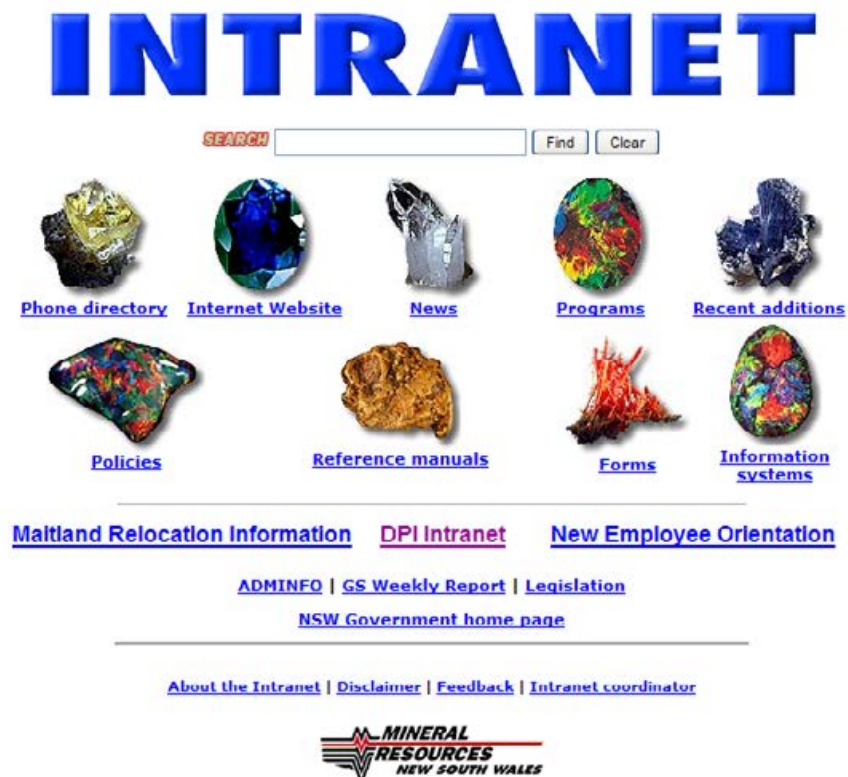 INTRANET
SEARCH Find Clear
Phone directory Internet Website News Programs Recent additions
Policies Reference manuals Forms Information systems
Maitland Relocation Information DPI Intranet New Employee Orientation
ADMINFO | GS Weekly Report | Legislation
NSW Government home page
About the Intranet | Disclaimer | Feedback | Intranet coordinator
MINERAL
RESOURCES
NEW SOUTH WALES